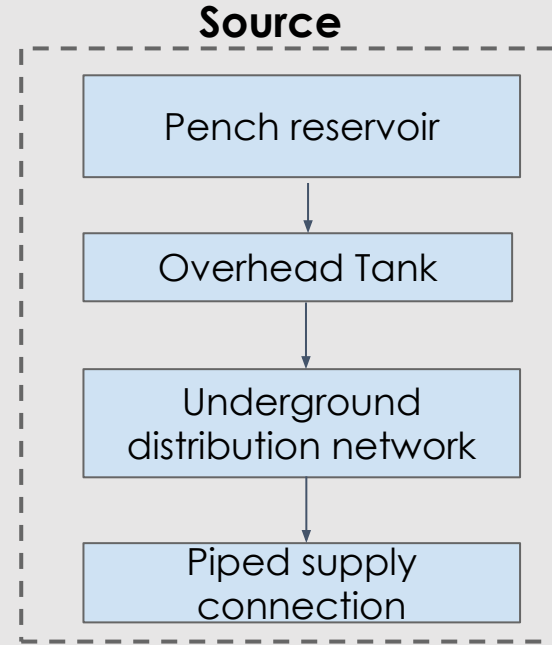 Source
Pench reservoir
Overhead Tank
Underground
distribution network
Piped supply
connection